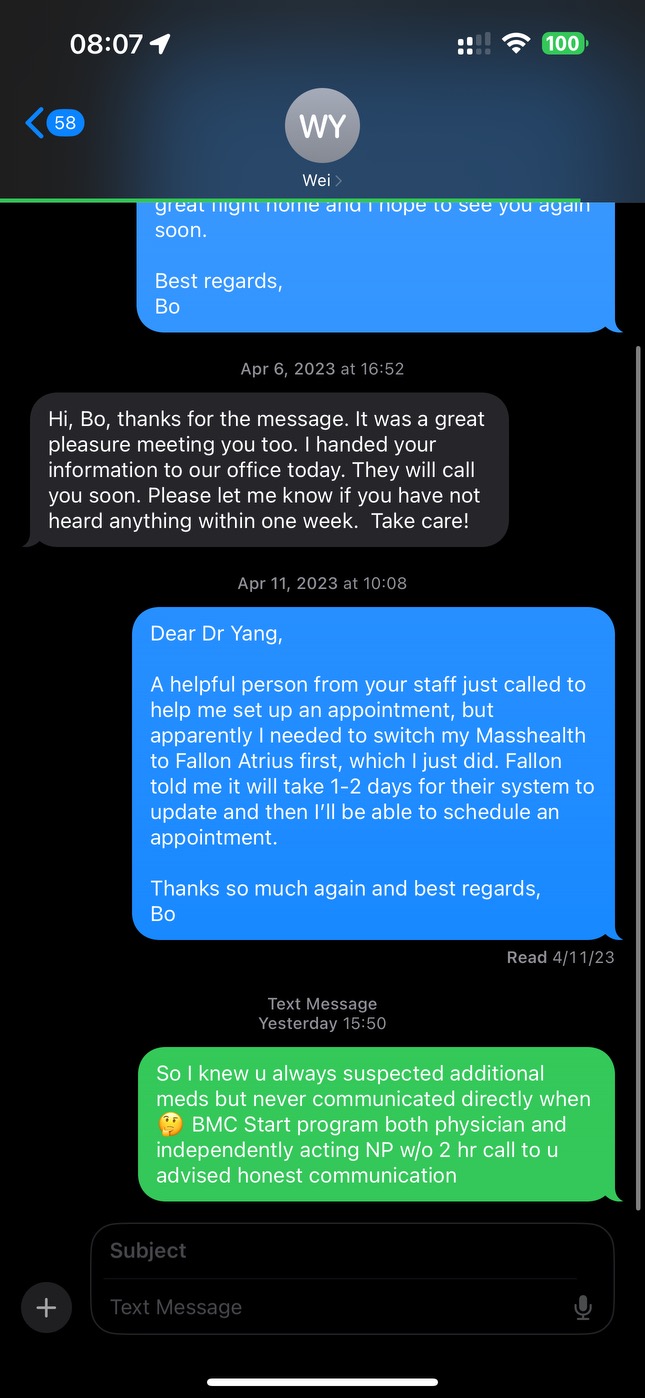 08:07
100
58
WY
Wei
great flight home and I hope to see you again
soon.
Best regards,
Bo
Apr 6, 2023 at 16:52
Hi, Bo, thanks for the message. It was a great
pleasure meeting you too. I handed your
information to our office today. They will call
you soon. Please let me know if you have not
heard anything within one week.  Take care!
Apr 11, 2023 at 10:08
Dear Dr Yang,
A helpful person from your staff just called to
help me set up an appointment, but
apparently I needed to switch my Masshealth
to Fallon Atrius first, which I just did. Fallon
told me it will take 1-2 days for their system to
update and then I’ll be able to schedule an
appointment.
Thanks so much again and best regards,
Bo
Read 4/11/23
Text Message
Yesterday 15:50
So I knew u always suspected additional
meds but never communicated directly when
🤔 BMC Start program both physician and
independently acting NP w/o 2 hr call to u
advised honest communication
Subject
Text Message